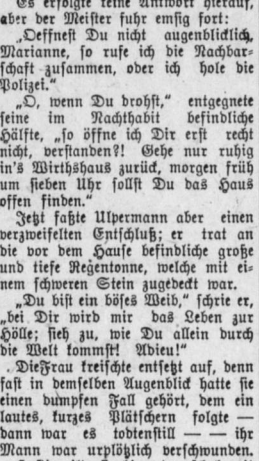 Es erfolgte keine Antwort hierauf,
aber der Meister fuhr emsig fort:
„Oeffnest Du nicht augenblicklich,
Marianne, so rufe ich die Nachbar-
schaft zusammen, oder ich hole die
Polizei.“
„O, wenn Du drohst,“ entgegnete
seine im Nachthabit befindliche
Hälfte, „so öffne ich Dir erst recht
nicht, verstanden?! Gehe nur ruhig
in's Wirthshaus zurück, morgen früh
um sieben Uhr sollst Du das Haus
offen finden.“
Jetzt faßte Ulpermann aber einen
verzweifelten Entschluß; er trat an
die vor dem Hause befindliche große
und tiefe Regentonne, welche mit ei-
nem schweren Stein zugedeckt war.
„Du bist ein böses Weib,“ schrie er,
„bei Dir wird mir das Leben zur
Hölle; sieh zu, wie Du allein durch
die Welt kommst! Adieu!“
DieFrau kreischte entsetzt auf, denn
fast in demselben Augenblick hatte sie
einen dumpfen Fall gehört, dem ein
lautes, kurzes Plätschern folgte —
dann war es todtenstill — — ihr
Mann war urplötzlich verschwunden.